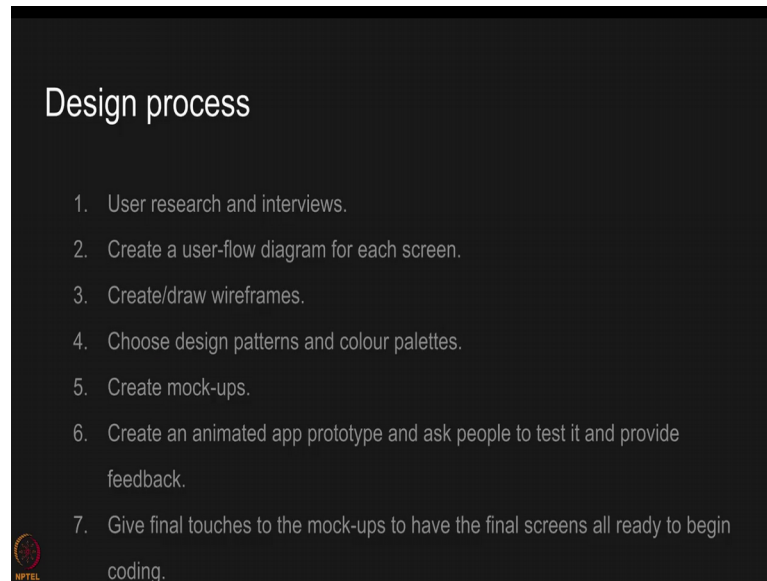 Design process
1. User research and interviews.
2. Create a user-flow diagram for each screen.
3. Create/draw wireframes.
4. Choose design patterns and colour palettes.
5. Create mock-ups.
6. Create an animated app prototype and ask people to test it and provide
feedback.
7. Give final touches to the mock-ups to have the final screens all ready to begin
coding.
NPTEL